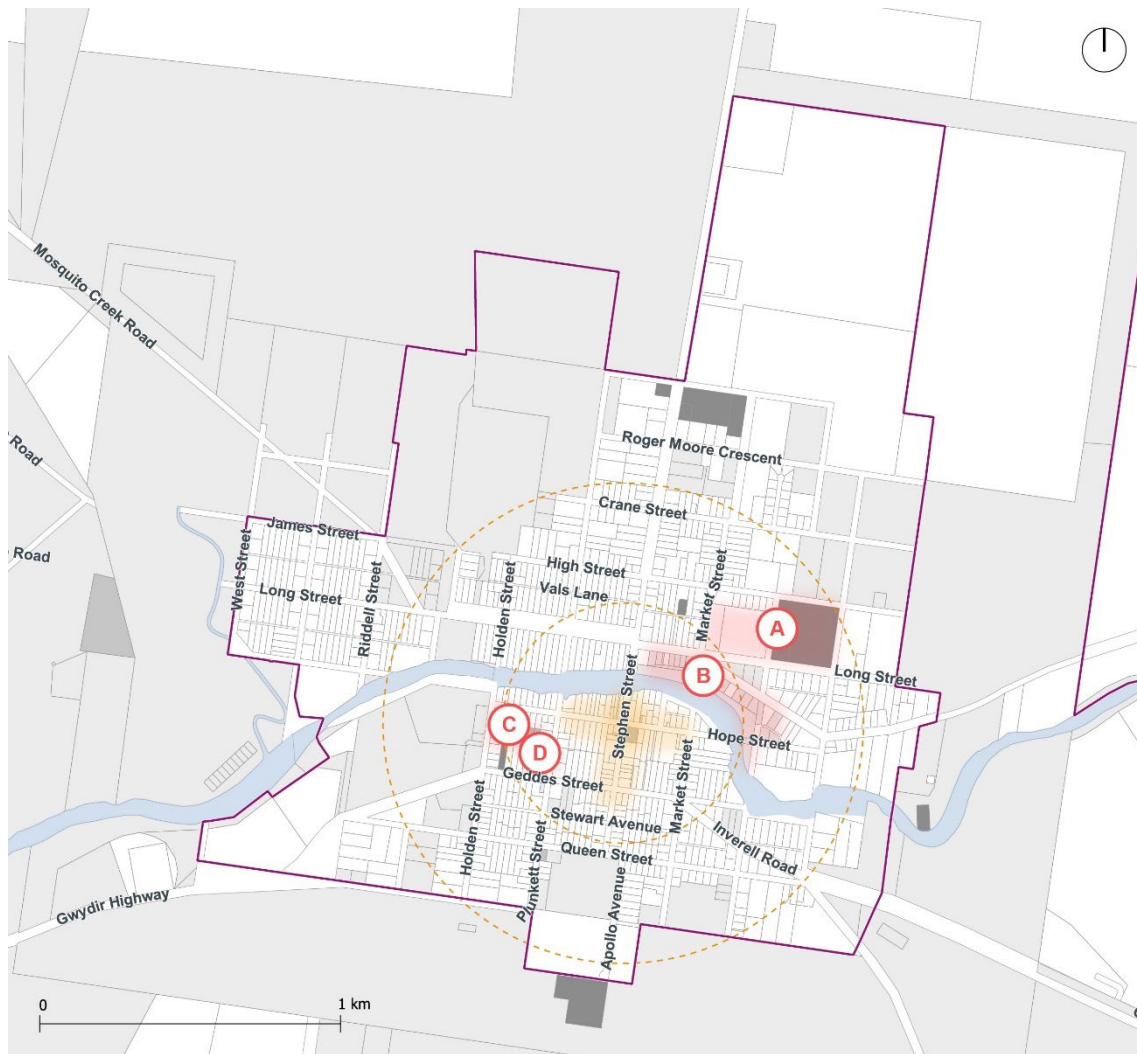 Mosquito Creek Road
Roger Moore Crescent
Road
Crane Street
James Street
West Street
Road
High Street
Vals Lane
Market Street
Long Street
Riddell Street
Holden Street
A
Long Street
B
Stephen Street
C
D
Hope Street
Geddes Street
Market Street
Stewart Avenue
Holden Street
Inverell Road
Queen Street
Plunkett Street
Gwydir Highway
Apollo Avenue
0 1 km